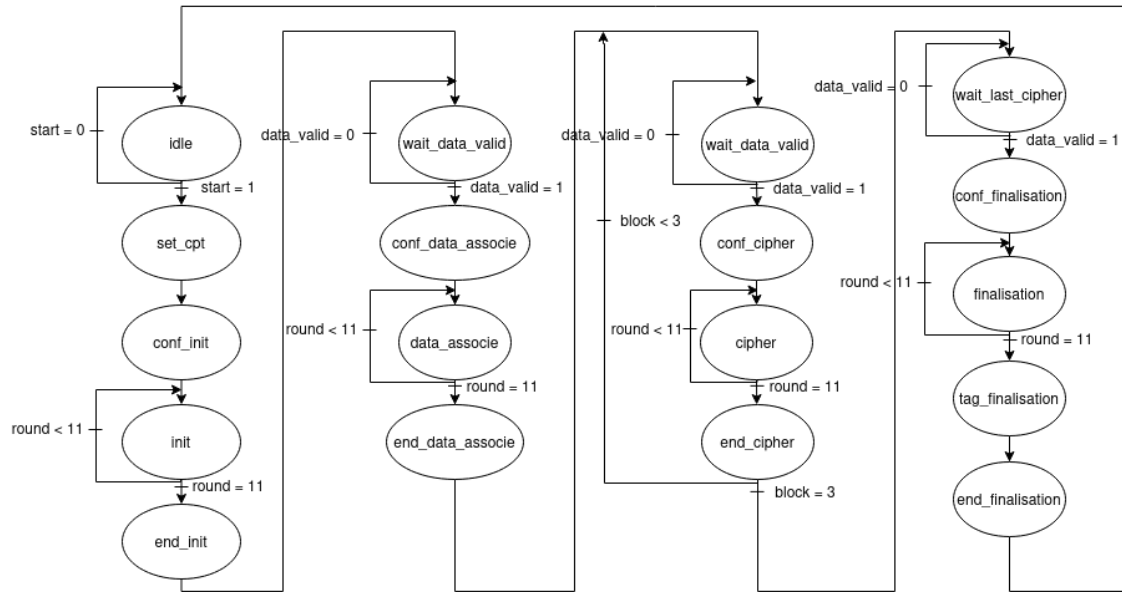 start = 0
idle
start = 1
set_cpt
conf_init
round < 11
init
round = 11
end_init
data_valid = 0
wait_data_valid
data_valid = 1
conf_data_associe
round < 11
data_associe
round = 11
end_data_associe
block < 3
data_valid = 0
wait_data_valid
data_valid = 1
conf_cipher
round < 11
cipher
round = 11
end_cipher
block = 3
data_valid = 0
wait_last_cipher
data_valid = 1
conf_finalisation
round < 11
finalisation
round = 11
tag_finalisation
end_finalisation